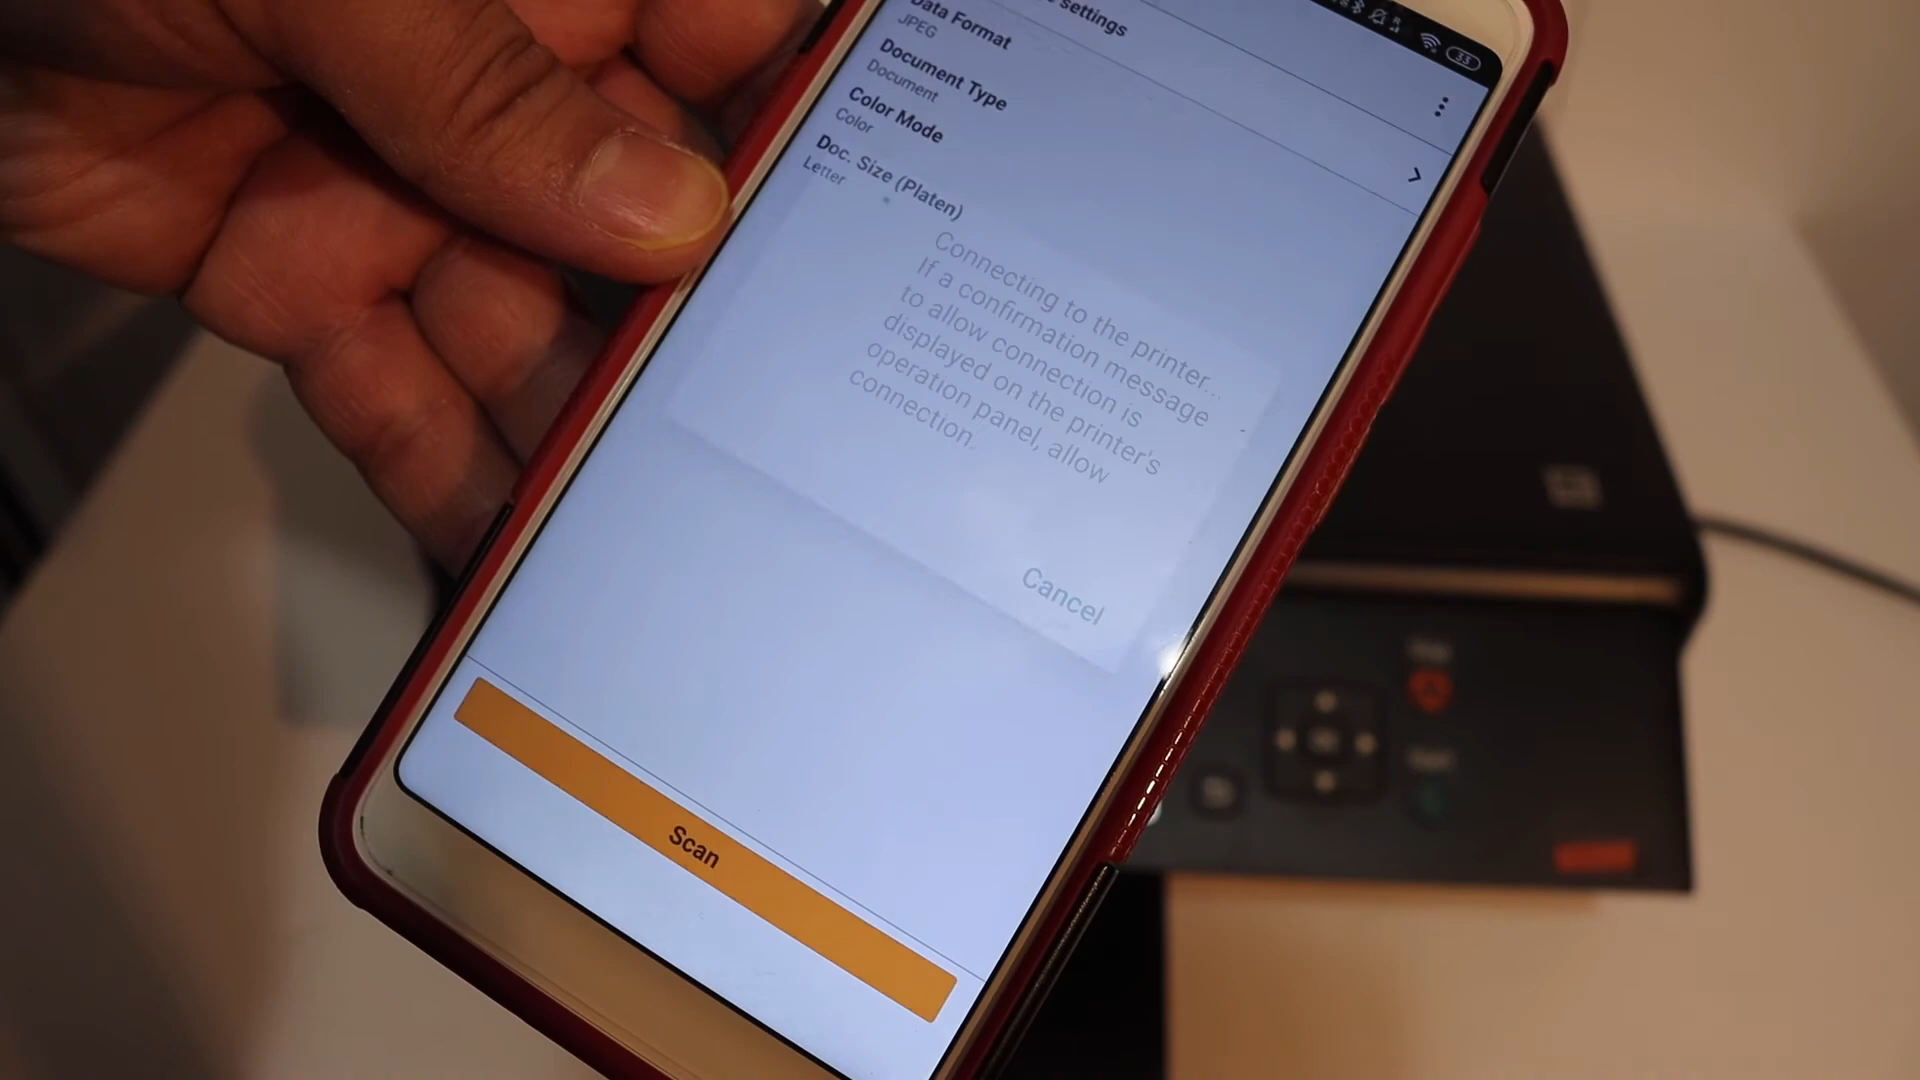 settings
Data Format
JPEG
Document Type
Document
Color Mode
Color
Doc. Size (Platen)
Letter
Connecting to the printer...
If a confirmation message
to allow connection is
displayed on the printer's
operation panel, allow
connection.
Cancel
Scan
35